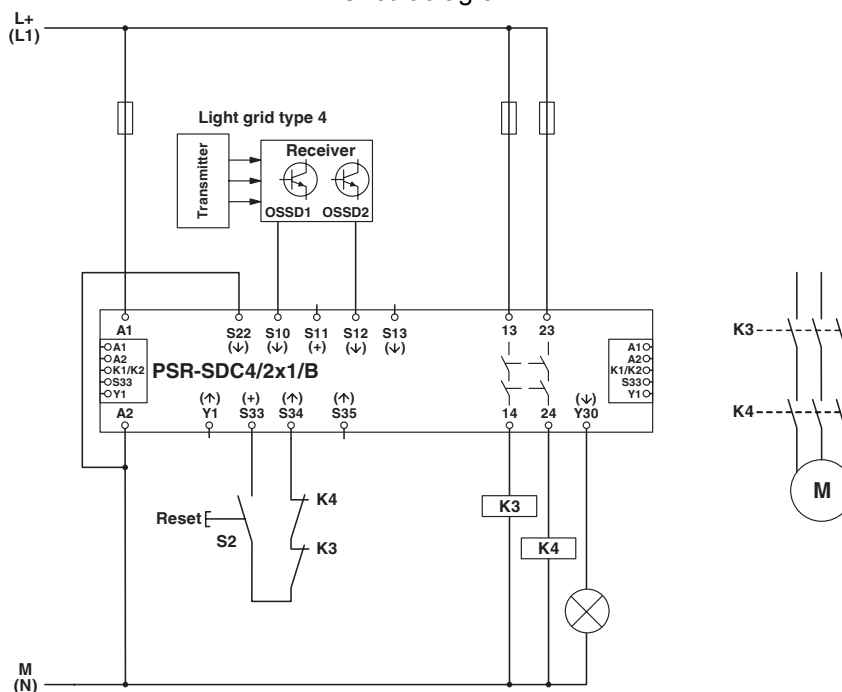 L+
(L1)
Light grid type 4
Transmitter
Receiver
OSSD1 OSSD2
A1 S22 S10 S11 S12 S13 13 23
(↓) (↓) (+) (↓) (↓)
A1
A2
K1/K2
S33
Y1
PSR-SDC4/2x1/B
A1
A2
K1/K2
S33
Y1
(↑) (+) (↑) (↑) (↓)
A2 Y1 S33 S34 S35 14 24 Y30
K3
K4
M
Reset
S2
K4
K3
K3
K4
M
(N)